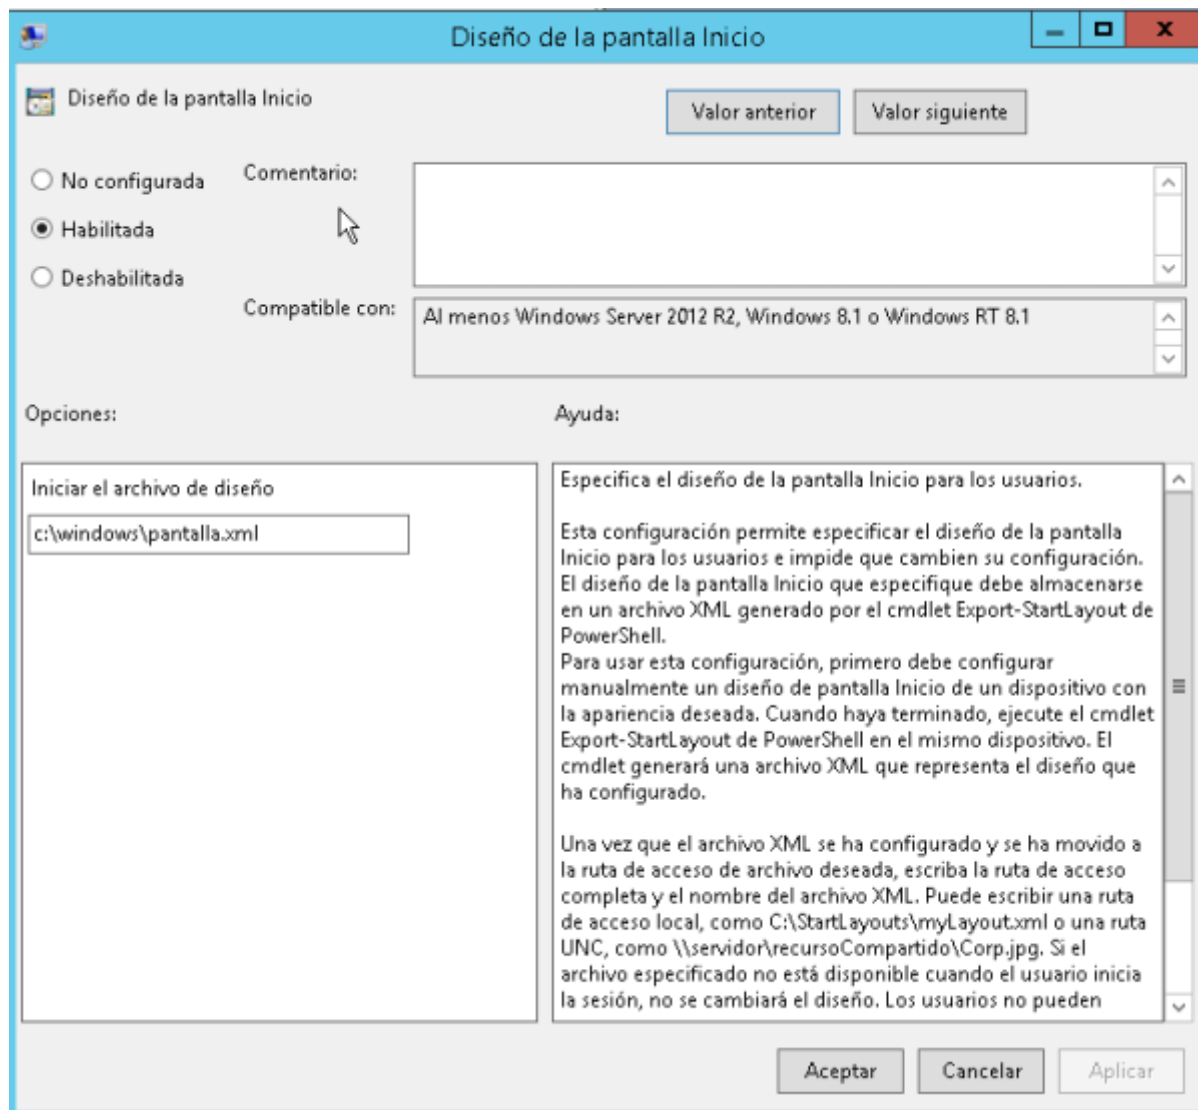 Diseño de la pantalla Inicio
Diseño de la pantalla Inicio
Valor anterior
Valor siguiente
No configurada
Habilitada
Deshabilitada
Comentario:
Compatible con:
Al menos Windows Server 2012 R2, Windows 8.1 o Windows RT 8.1
Opciones:
Ayuda:
Iniciar el archivo de diseño
c:\windows\pantalla.xml
Especifica el diseño de la pantalla Inicio para los usuarios.
Esta configuración permite especificar el diseño de la pantalla
Inicio para los usuarios e impide que cambien su configuración.
El diseño de la pantalla Inicio que especifique debe almacenarse
en un archivo XML generado por el cmdlet Export-StartLayout de
PowerShell.
Para usar esta configuración, primero debe configurar
manualmente un diseño de pantalla Inicio de un dispositivo con
la apariencia deseada. Cuando haya terminado, ejecute el cmdlet
Export-StartLayout de PowerShell en el mismo dispositivo. El
cmdlet generará una archivo XML que representa el diseño que
ha configurado.
Una vez que el archivo XML se ha configurado y se ha movido a
la ruta de acceso de archivo deseada, escriba la ruta de acceso
completa y el nombre del archivo XML. Puede escribir una ruta
de acceso local, como C:\StartLayouts\myLayout.xml o una ruta
UNC, como \\servidor\recursoCompartido\Corp.jpg. Si el
archivo especificado no está disponible cuando el usuario inicia
la sesión, no se cambiará el diseño. Los usuarios no pueden
Aceptar
Cancelar
Aplicar